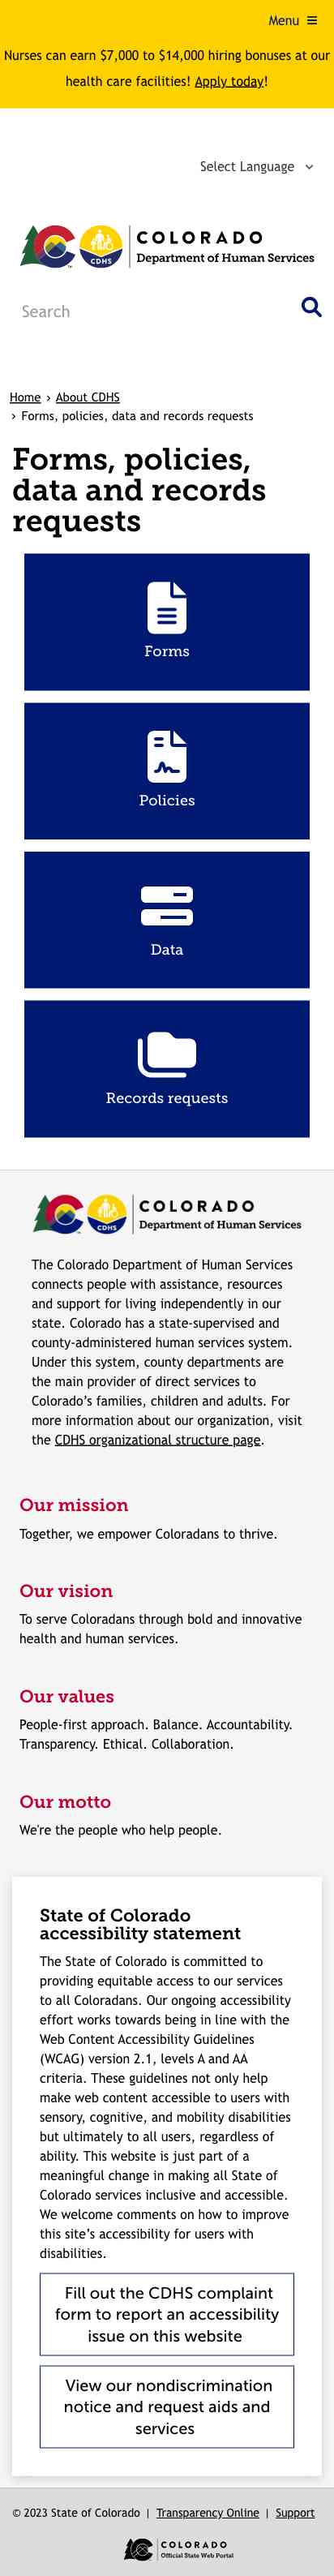 Menu
Nurses can earn $7,000 to $14,000 hiring bonuses at our
health care facilities! Apply today!
Select Language
COLORADO
CDHS
Department of Human Services
Search
Home › About CDHS
› Forms, policies, data and records requests
Forms, policies,
data and records
requests
Forms
Policies
Data
Records requests
COLORADO
CDHS
Department of Human Services
The Colorado Department of Human Services
connects people with assistance, resources
and support for living independently in our
state. Colorado has a state-supervised and
county-administered human services system.
Under this system, county departments are
the main provider of direct services to
Colorado’s families, children and adults. For
more information about our organization, visit
the CDHS organizational structure page.
Our mission
Together, we empower Coloradans to thrive.
Our vision
To serve Coloradans through bold and innovative
health and human services.
Our values
People-first approach. Balance. Accountability.
Transparency. Ethical. Collaboration.
Our motto
We're the people who help people.
State of Colorado
accessibility statement
The State of Colorado is committed to
providing equitable access to our services
to all Coloradans. Our ongoing accessibility
effort works towards being in line with the
Web Content Accessibility Guidelines
(WCAG) version 2.1, levels A and AA
criteria. These guidelines not only help
make web content accessible to users with
sensory, cognitive, and mobility disabilities
but ultimately to all users, regardless of
ability. This website is just part of a
meaningful change in making all State of
Colorado services inclusive and accessible.
We welcome comments on how to improve
this site’s accessibility for users with
disabilities.
Fill out the CDHS complaint
form to report an accessibility
issue on this website
View our nondiscrimination
notice and request aids and
services
© 2023 State of Colorado | Transparency Online | Support
COLORADO
Official State Web Portal